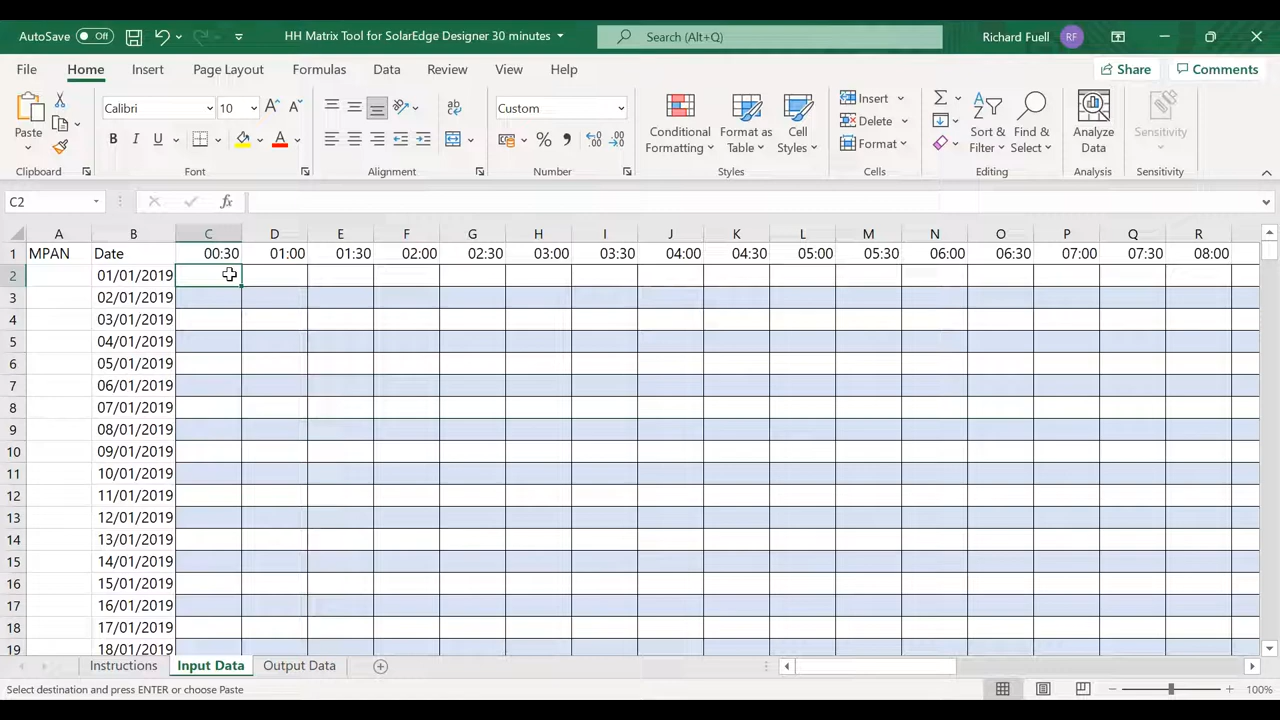 AutoSave Off HH Matrix Tool for SolarEdge Designer 30 minutes Search (Alt+Q) Richard Fuell RF
File Home Insert Page Layout Formulas Data Review View Help Share Comments
Paste Calibri 10 Custom Conditional Formatting Format as Table Cell Styles Insert Delete Format Sort & Filter Find & Select Analyze Data Sensitivity
Clipboard Font Alignment Number Styles Cells Editing Analysis Sensitivity
C2 fx
A B C D E F G H I J K L M N O P Q R
1 MPAN Date 00:30 01:00 01:30 02:00 02:30 03:00 03:30 04:00 04:30 05:00 05:30 06:00 06:30 07:00 07:30 08:00
2 01/01/2019
3 02/01/2019
4 03/01/2019
5 04/01/2019
6 05/01/2019
7 06/01/2019
8 07/01/2019
9 08/01/2019
10 09/01/2019
11 10/01/2019
12 11/01/2019
13 12/01/2019
14 13/01/2019
15 14/01/2019
16 15/01/2019
17 16/01/2019
18 17/01/2019
19 18/01/2019
Instructions Input Data Output Data
Select destination and press ENTER or choose Paste 100%